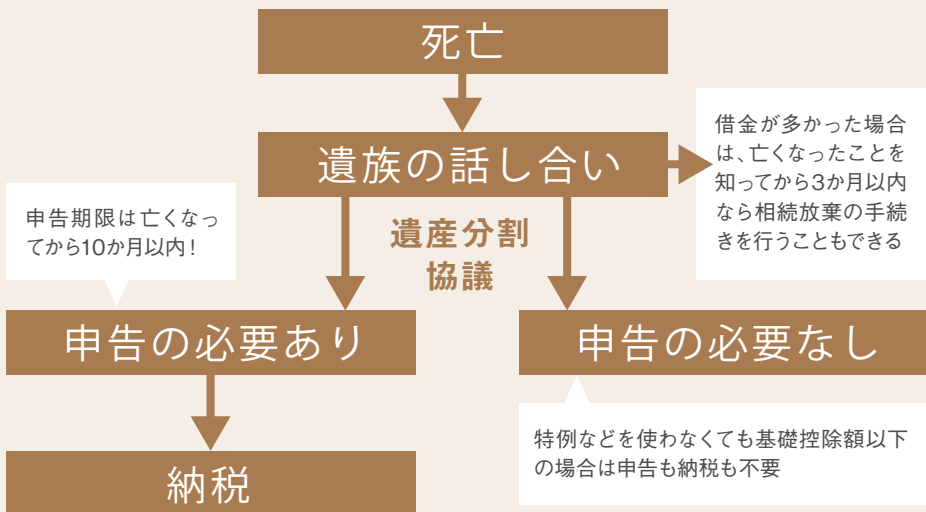 死亡
遺族の話し合い
借金が多かった場合
は、亡くなったことを
知ってから3か月以内
なら相続放棄の手続
きを行うこともできる
申告期限は亡くなっ
てから10か月以内！
遺産分割
協議
申告の必要あり
申告の必要なし
特例などを使わなくても基礎控除額以下
の場合は申告も納税も不要
納税